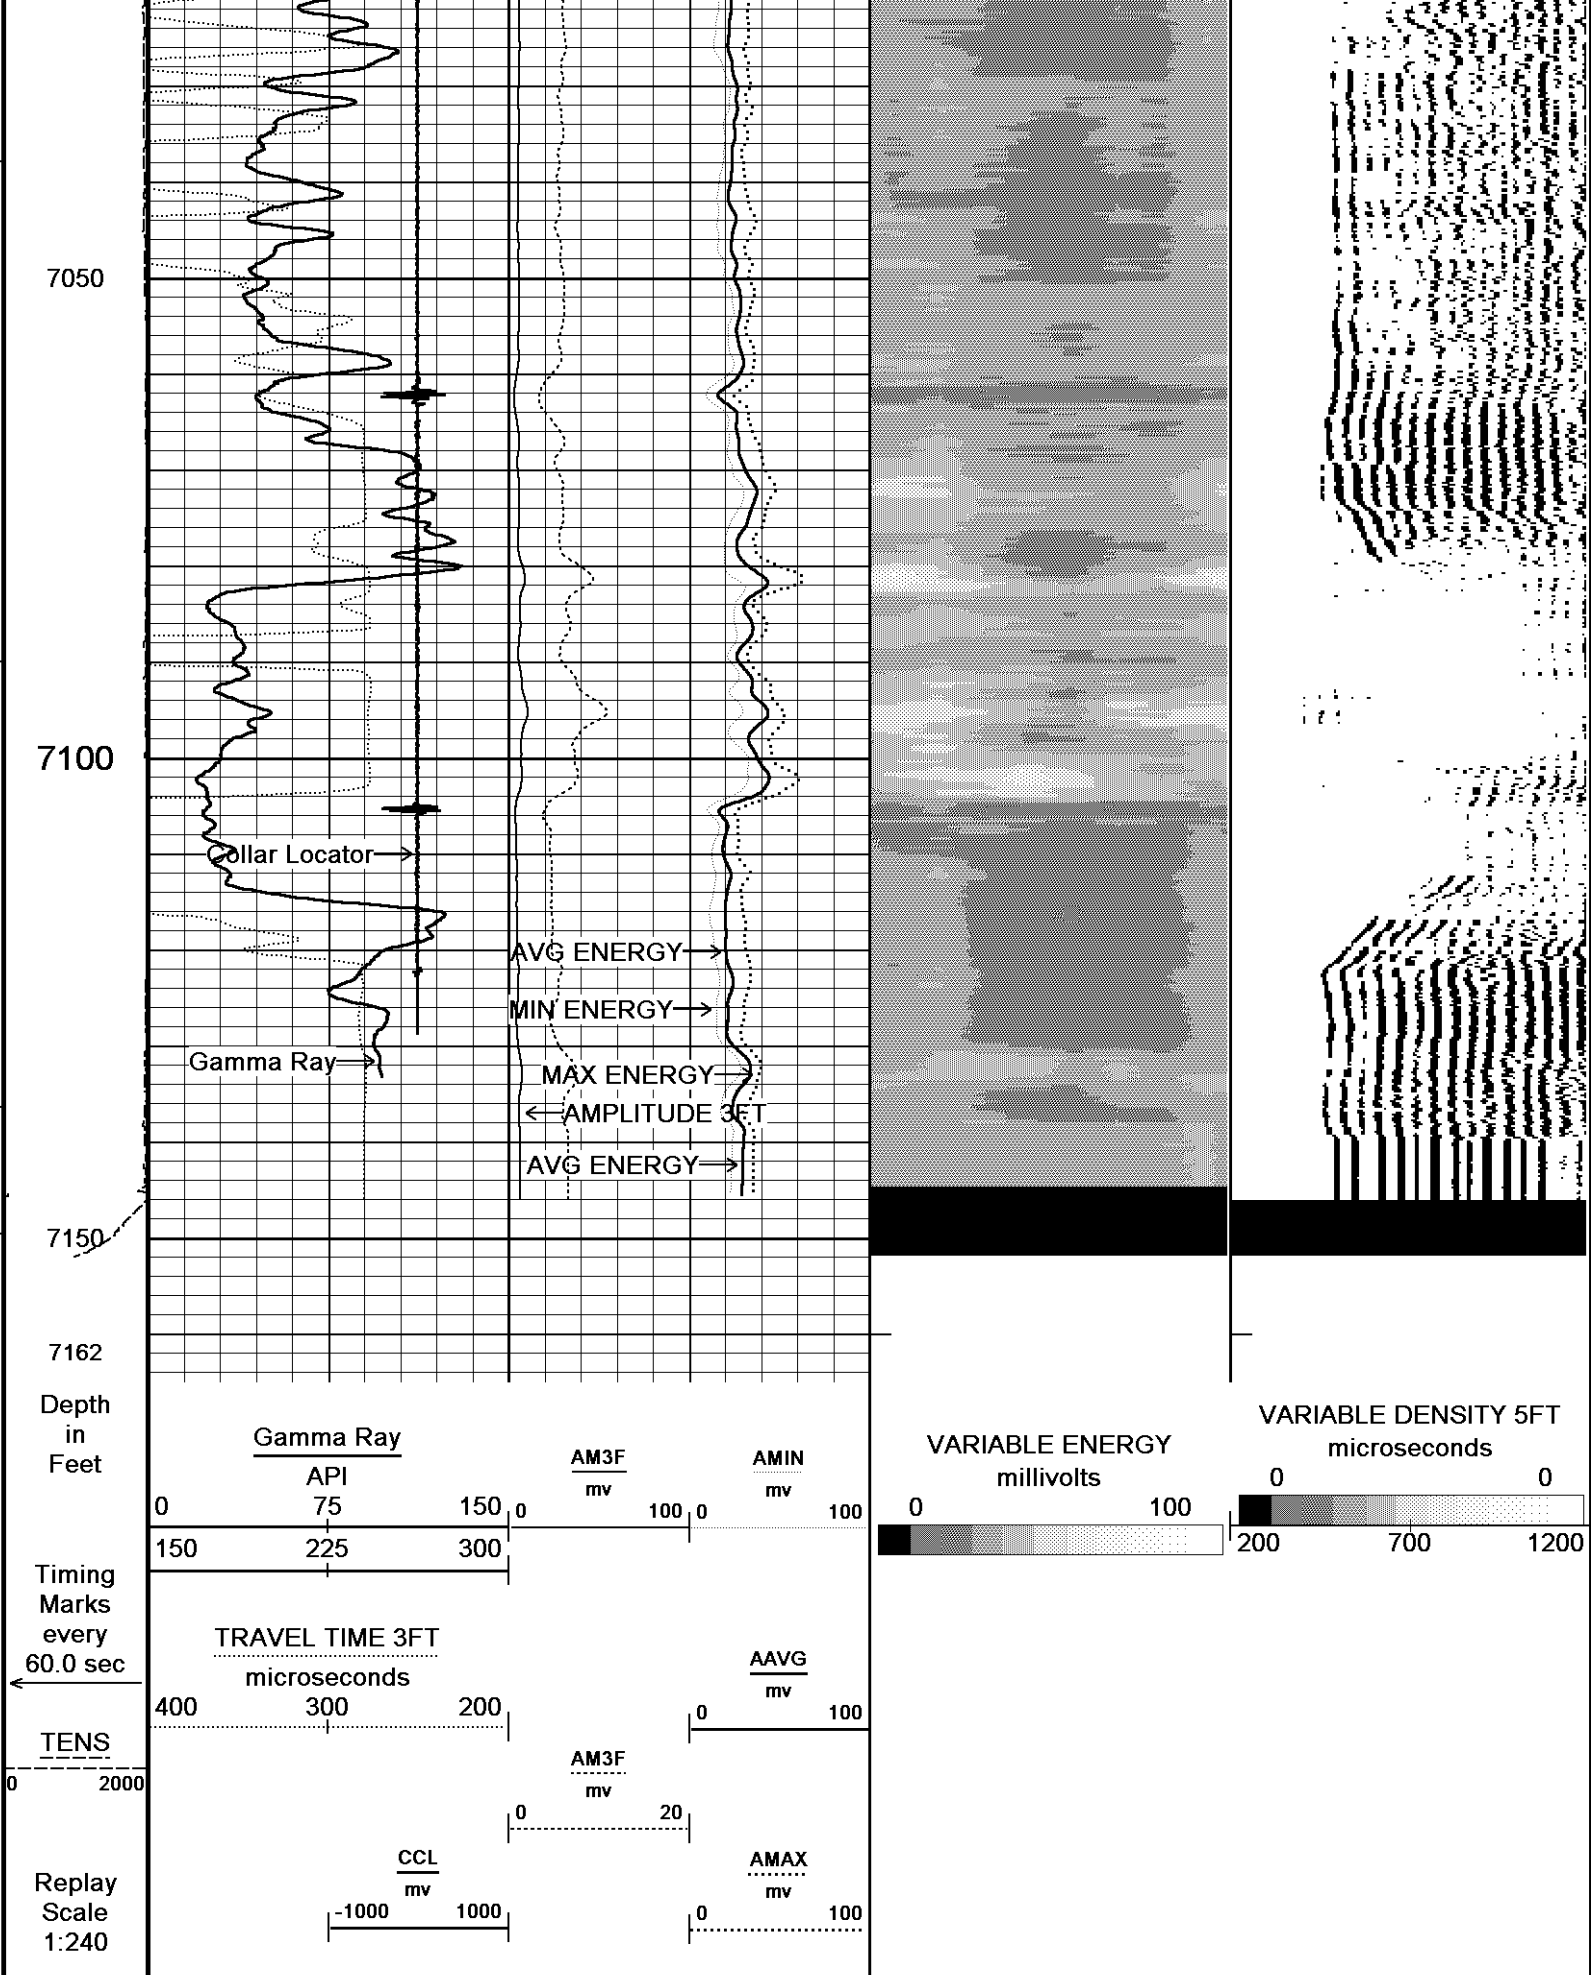 7050
7100
Collar Locator
AVG ENERGY
MIN ENERGY
Gamma Ray
MAX ENERGY
AMPLITUDE 3FT
AVG ENERGY
7150
7162
Depth
in
Feet
Gamma Ray
API
0 75 150
150 225 300
AM3F
mv
0 100
AMIN
mv
0 100
VARIABLE ENERGY
millivolts
0 100
VARIABLE DENSITY 5FT
microseconds
0 0
200 700 1200
Timing
Marks
every
60.0 sec
TRAVEL TIME 3FT
microseconds
400 300 200
AAVG
mv
0 100
TENS
0 2000
AM3F
mv
0 20
CCL
mv
-1000 1000
AMAX
mv
0 100
Replay
Scale
1:240